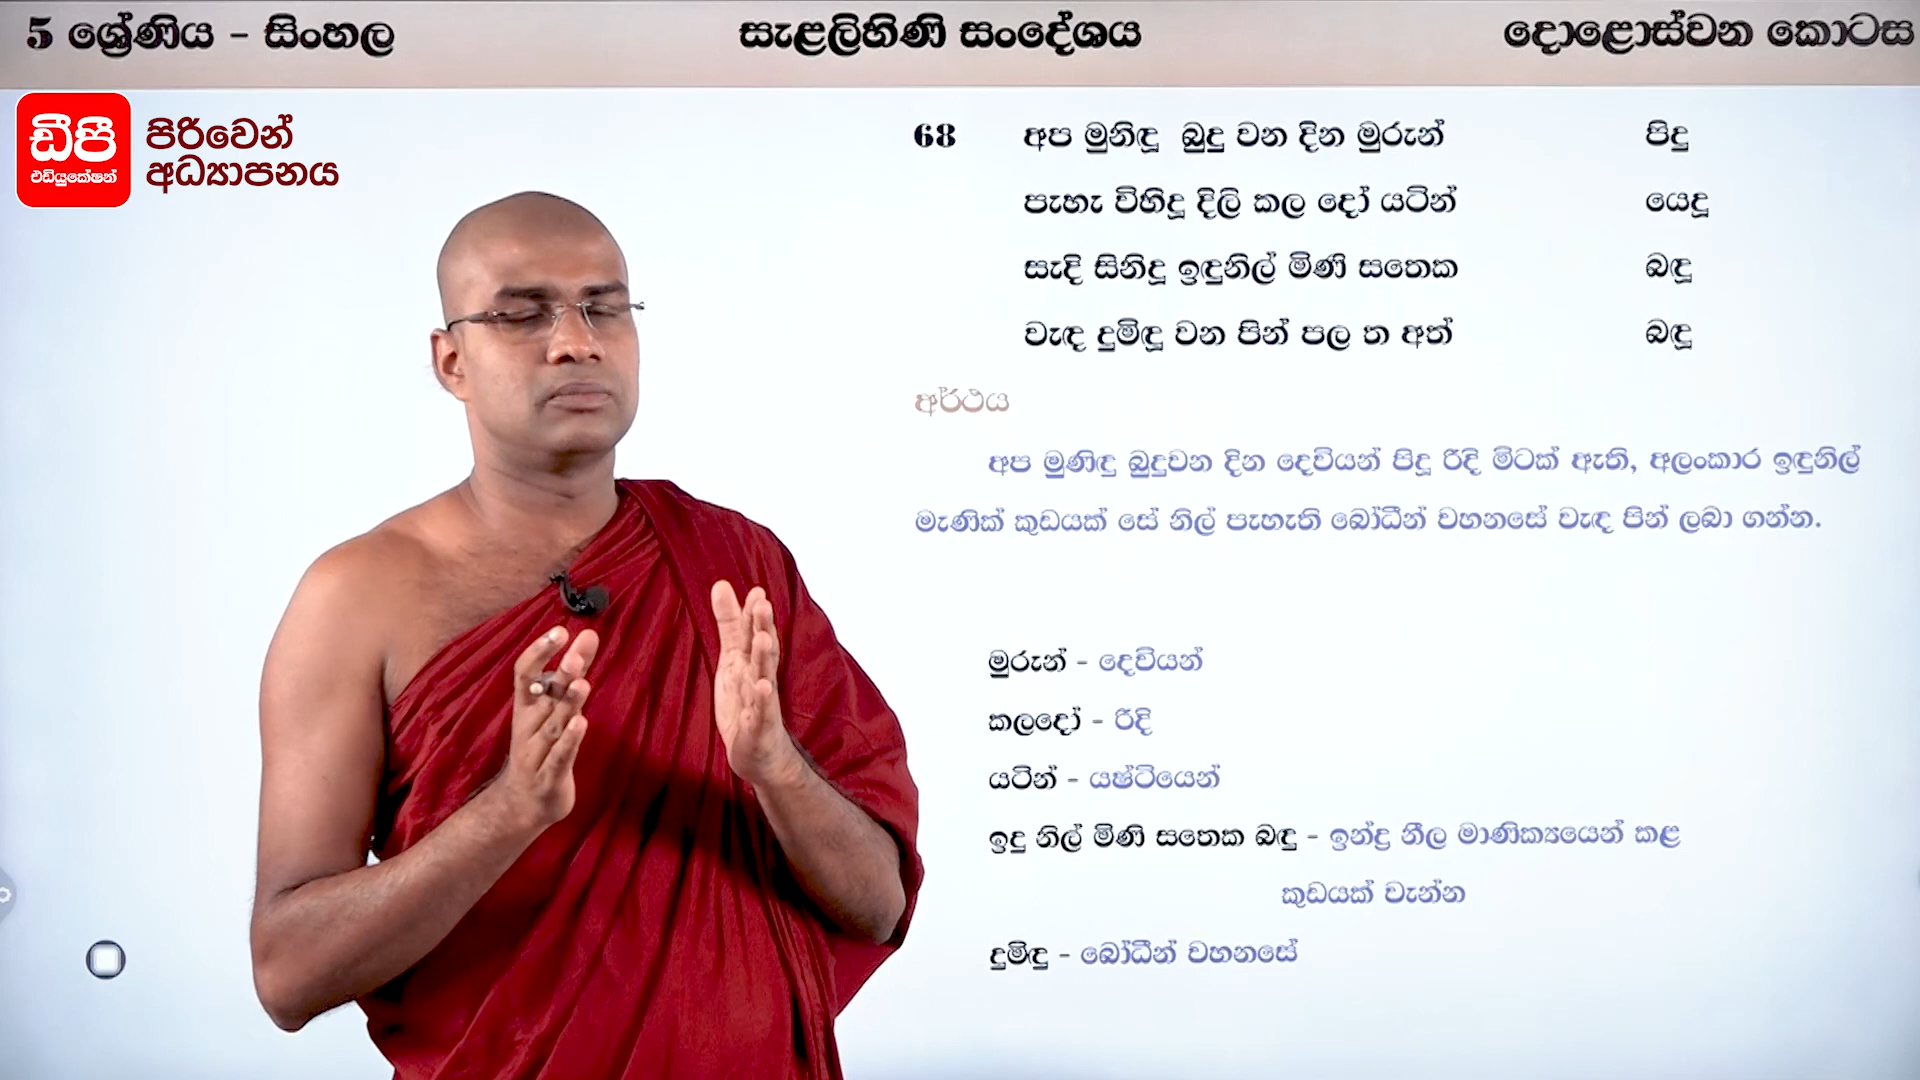 5 ශ්‍රේණිය - සිංහල
සැළලිහිණි සංදේශය
දොළොස්වන කොටස
ඩීපී
එඩියුකේෂන්
පිරිවෙන්
අධ්‍යාපනය
68 අප මුනිඳූ බුදු වන දින මුරුන් පිදු
පැහැ විහිදූ දිලි කල දෝ යටින් යෙදූ
සැදි සිනිදූ ඉඳුනිල් මිණි සතෙක බඳූ
වැඳ දුමිඳූ වන පින් පල ත අත් බඳූ
අර්ථය
අප මුණිඳු බුදුවන දින දෙවියන් පිදූ රිදි මිටක් ඇති, අලංකාර ඉඳුනිල්
මැණික් කුඩයක් සේ නිල් පැහැති බෝධීන් වහනසේ වැඳ පින් ලබා ගන්න.
මුරුන් - දෙවියන්
කලදෝ - රිදි
යටින් - යෂ්ටියෙන්
ඉදු නිල් මිණි සතෙක බඳු - ඉන්ද්‍ර නීල මාණික්‍යයෙන් කළ
කුඩයක් වැන්න
දුමිඳු - බෝධීන් වහනසේ